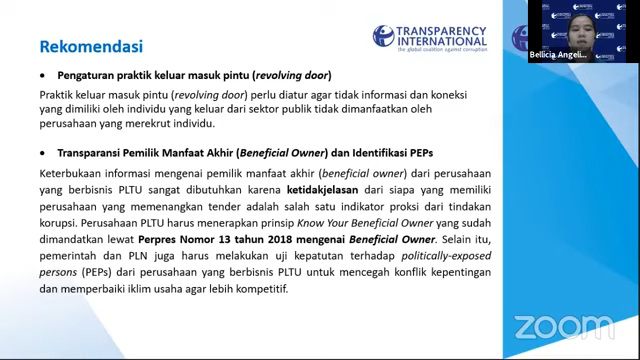 Rekomendasi
TRANSPARENCY
INTERNATIONAL
the global coalition against corruption
• Pengaturan praktik keluar masuk pintu (revolving door)
Praktik keluar masuk pintu (revolving door) perlu diatur agar tidak informasi dan koneksi
yang dimiliki oleh individu yang keluar dari sektor publik tidak dimanfaatkan oleh
perusahaan yang merekrut individu.
• Transparansi Pemilik Manfaat Akhir (Beneficial Owner) dan Identifikasi PEPs
Keterbukaan informasi mengenai pemilik manfaat akhir (beneficial owner) dari perusahaan
yang berbisnis PLTU sangat dibutuhkan karena ketidakjelasan dari siapa yang memiliki
perusahaan yang memenangkan tender adalah salah satu indikator proksi dari tindakan
korupsi. Perusahaan PLTU harus menerapkan prinsip Know Your Beneficial Owner yang sudah
dimandatkan lewat Perpres Nomor 13 tahun 2018 mengenai Beneficial Owner. Selain itu,
pemerintah dan PLN juga harus melakukan uji kepatutan terhadap politically-exposed
persons (PEPs) dari perusahaan yang berbisnis PLTU untuk mencegah konflik kepentingan
dan memperbaiki iklim usaha agar lebih kompetitif.
Bellicia Angeli...
zoom